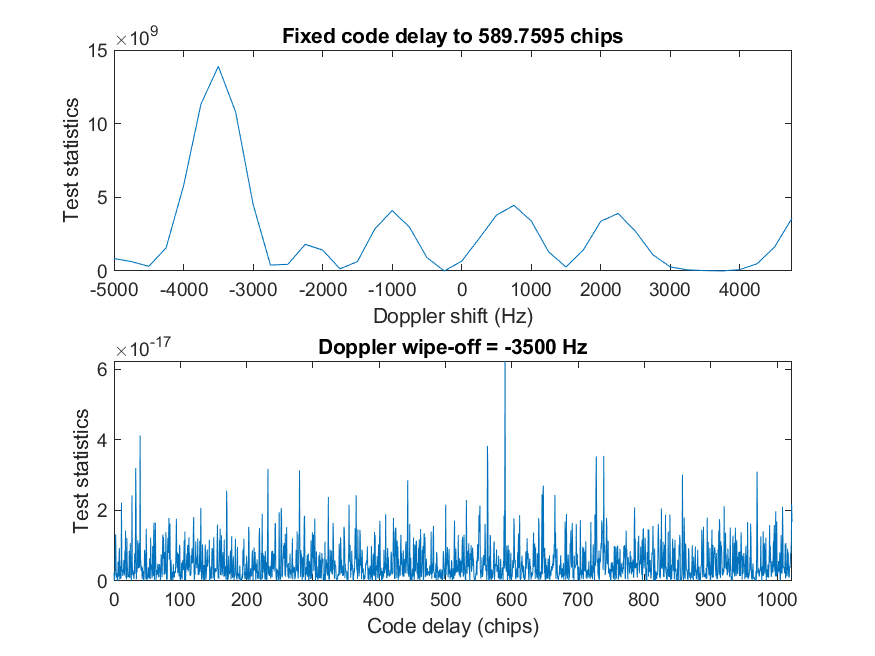 ×10⁹
Fixed code delay to 589.7595 chips
15
10
5
0
Test statistics
-5000 -4000 -3000 -2000 -1000 0 1000 2000 3000 4000
Doppler shift (Hz)
×10⁻¹⁷
Doppler wipe-off = -3500 Hz
6
4
2
0
Test statistics
0 100 200 300 400 500 600 700 800 900 1000
Code delay (chips)